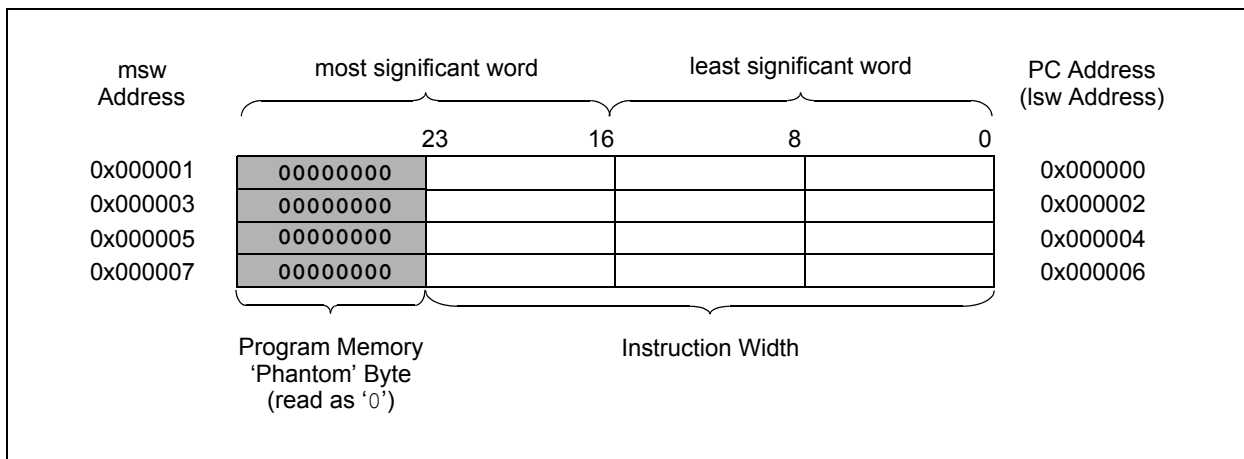 msw
Address
most significant word
least significant word
PC Address
(lsw Address)
23
16
8
0
0x000001
00000000
0x000000
0x000003
00000000
0x000002
0x000005
00000000
0x000004
0x000007
00000000
0x000006
Program Memory
‘Phantom’ Byte
(read as ‘0’)
Instruction Width